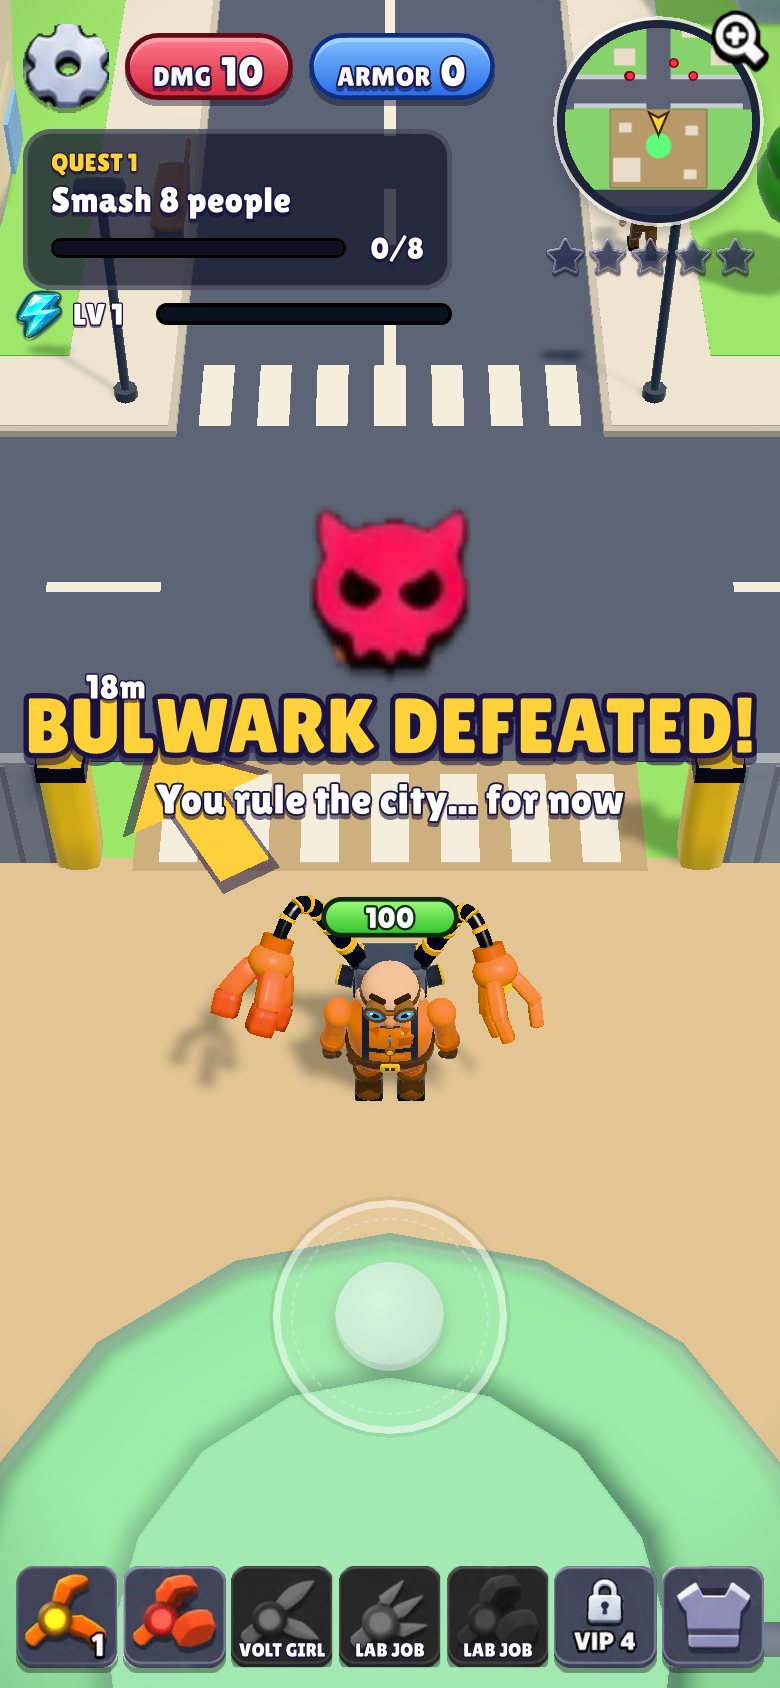 DMG 10
ARMOR 0
QUEST 1
Smash 8 people
0/8
LV 1
18m
BULWARK DEFEATED!
You rule the city... for now
100
1
VOLT GIRL
LAB JOB
LAB JOB
VIP 4